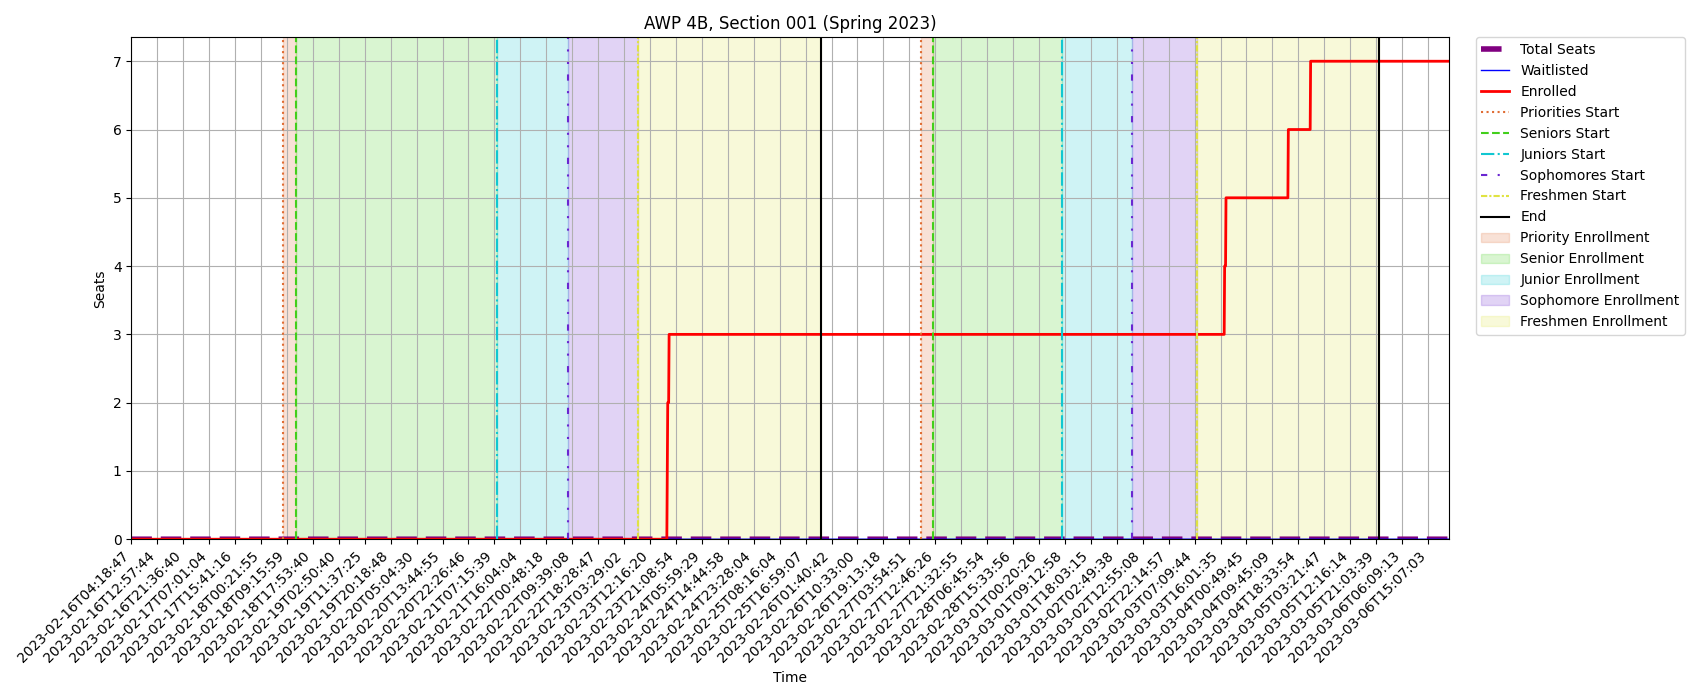 AWP 4B, Section 001 (Spring 2023)
Seats
7
6
5
4
3
2
1
0
2023-02-16T04:18:47
2023-02-16T12:57:44
2023-02-16T21:36:40
2023-02-17T07:01:04
2023-02-17T15:41:16
2023-02-18T00:21:55
2023-02-18T09:15:59
2023-02-18T17:53:40
2023-02-19T02:50:40
2023-02-19T11:37:25
2023-02-19T20:18:48
2023-02-20T05:04:30
2023-02-20T13:44:55
2023-02-20T22:26:46
2023-02-21T07:15:39
2023-02-21T16:04:04
2023-02-22T00:48:18
2023-02-22T09:39:08
2023-02-22T18:28:47
2023-02-23T03:29:02
2023-02-23T12:16:20
2023-02-23T21:08:54
2023-02-24T05:59:29
2023-02-24T14:44:58
2023-02-24T23:28:04
2023-02-25T08:16:04
2023-02-25T16:59:07
2023-02-26T01:40:42
2023-02-26T10:33:00
2023-02-26T19:13:18
2023-02-27T03:54:51
2023-02-27T12:46:26
2023-02-27T21:32:55
2023-02-28T06:45:54
2023-02-28T15:33:56
2023-03-01T00:20:26
2023-03-01T09:12:58
2023-03-01T18:03:15
2023-03-02T02:49:38
2023-03-02T12:55:08
2023-03-02T22:14:57
2023-03-03T07:09:44
2023-03-03T16:01:35
2023-03-04T00:49:45
2023-03-04T09:45:09
2023-03-04T18:33:54
2023-03-05T03:21:47
2023-03-05T12:16:14
2023-03-05T21:03:39
2023-03-06T06:09:13
2023-03-06T15:07:03
Time
Total Seats
Waitlisted
Enrolled
Priorities Start
Seniors Start
Juniors Start
Sophomores Start
Freshmen Start
End
Priority Enrollment
Senior Enrollment
Junior Enrollment
Sophomore Enrollment
Freshmen Enrollment